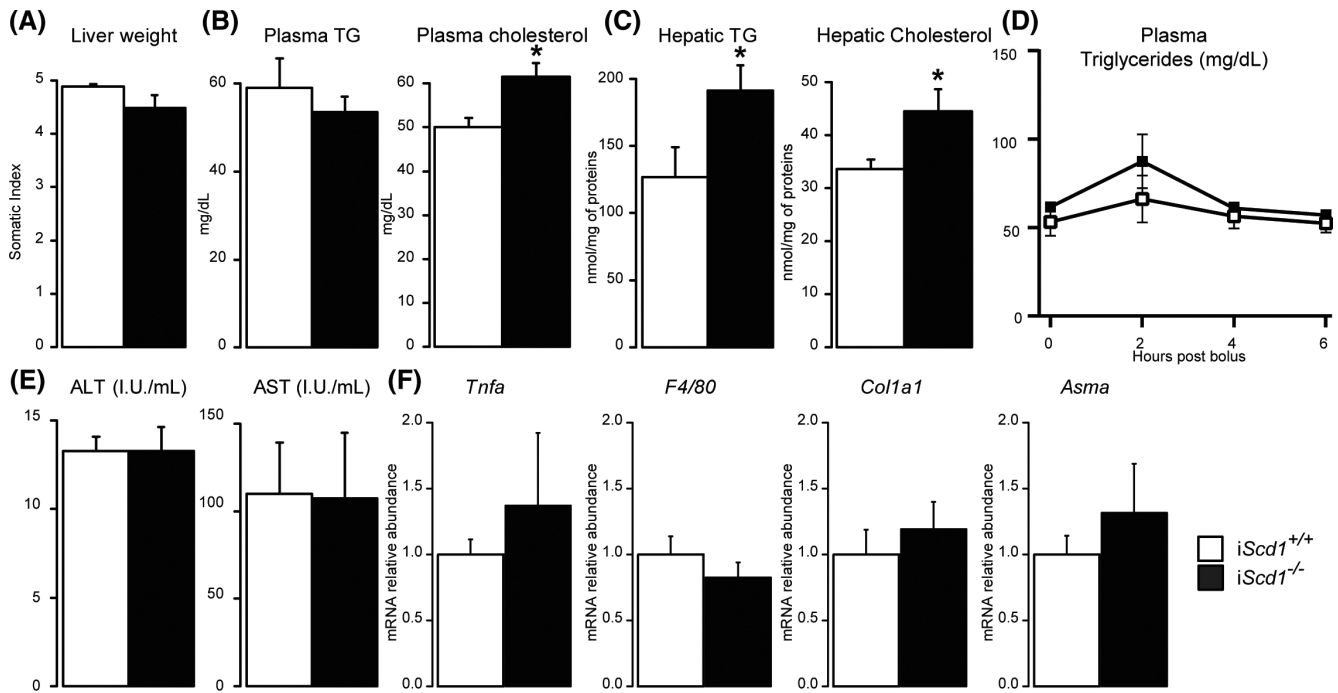 (A)
Liver weight
Somatic Index
5
4
3
2
1
0
(B)
Plasma TG
mg/dL
60
40
20
0
Plasma cholesterol
*
mg/dL
60
50
40
30
20
10
0
(C)
Hepatic TG
*
nmol/mg of proteins
200
150
100
50
0
Hepatic Cholesterol
*
nmol/mg of proteins
50
40
30
20
10
0
(D)
Plasma
Triglycerides (mg/dL)
150
100
50
0
0 2 4 6
Hours post bolus
(E)
ALT (I.U./mL)
15
10
5
0
AST (I.U./mL)
150
100
50
0
(F)
Tnfa
mRNA relative abundance
2.0
1.5
1.0
0.5
0
F4/80
mRNA relative abundance
2.0
1.5
1.0
0.5
0
Col1a1
mRNA relative abundance
2.0
1.5
1.0
0.5
0
Asma
mRNA relative abundance
2.0
1.5
1.0
0.5
0
iScd1+/+
iScd1-/-